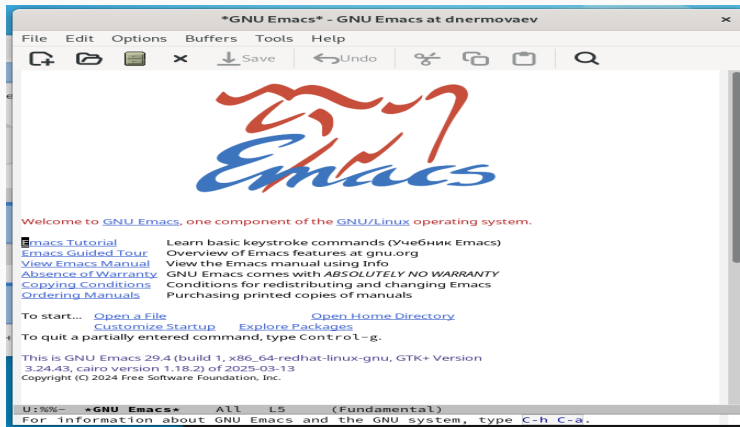 *GNU Emacs* - GNU Emacs at dnermovaev
×
File Edit Options Buffers Tools Help
Save Undo
Emacs
Welcome to GNU Emacs, one component of the GNU/Linux operating system.
Emacs Tutorial Learn basic keystroke commands (Учебник Emacs)
Emacs Guided Tour Overview of Emacs features at gnu.org
View Emacs Manual View the Emacs manual using Info
Absence of Warranty GNU Emacs comes with ABSOLUTELY NO WARRANTY
Copying Conditions Conditions for redistributing and changing Emacs
Ordering Manuals Purchasing printed copies of manuals
To start... Open a File Open Home Directory
Customize Startup Explore Packages
To quit a partially entered command, type Control-g.
This is GNU Emacs 29.4 (build 1, x86_64-redhat-linux-gnu, GTK+ Version
3.24.43, cairo version 1.18.2) of 2025-03-13
Copyright (C) 2024 Free Software Foundation, Inc.
U:%%- *GNU Emacs* All L5 (Fundamental)
For information about GNU Emacs and the GNU system, type C-h C-a.